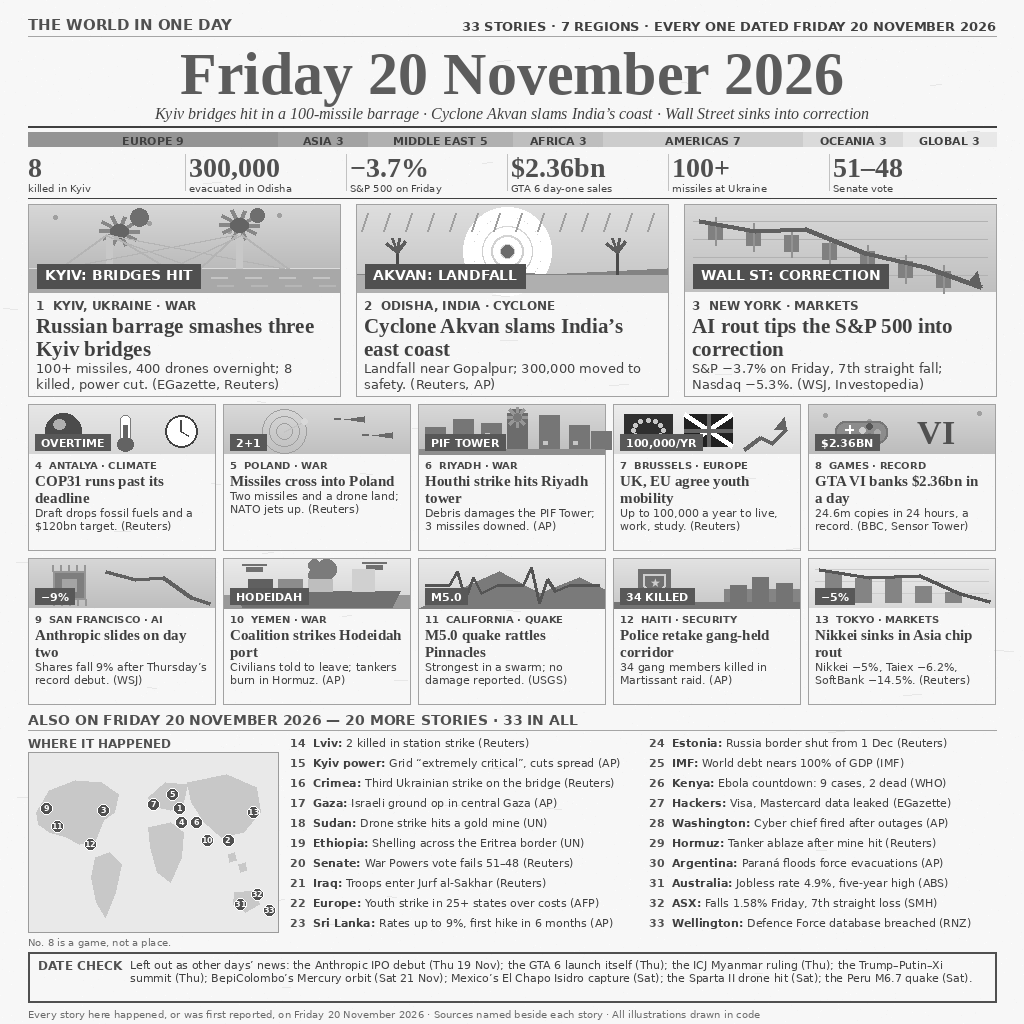 THE WORLD IN ONE DAY
33 STORIES · 7 REGIONS · EVERY ONE DATED FRIDAY 20 NOVEMBER 2026
Friday 20 November 2026
Kyiv bridges hit in a 100-missile barrage · Cyclone Akvan slams India’s coast · Wall Street sinks into correction
EUROPE 9
ASIA 3
MIDDLE EAST 5
AFRICA 3
AMERICAS 7
OCEANIA 3
GLOBAL 3
8
killed in Kyiv
300,000
evacuated in Odisha
−3.7%
S&P 500 on Friday
$2.36bn
GTA 6 day-one sales
100+
missiles at Ukraine
51–48
Senate vote
KYIV: BRIDGES HIT
1 KYIV, UKRAINE · WAR
Russian barrage smashes three
Kyiv bridges
100+ missiles, 400 drones overnight; 8
killed, power cut. (EGazette, Reuters)
AKVAN: LANDFALL
2 ODISHA, INDIA · CYCLONE
Cyclone Akvan slams India’s
east coast
Landfall near Gopalpur; 300,000 moved to
safety. (Reuters, AP)
WALL ST: CORRECTION
3 NEW YORK · MARKETS
AI rout tips the S&P 500 into
correction
S&P −3.7% on Friday, 7th straight fall;
Nasdaq −5.3%. (WSJ, Investopedia)
OVERTIME
4 ANTALYA · CLIMATE
COP31 runs past its
deadline
Draft drops fossil fuels and a
$120bn target. (Reuters)
2+1
5 POLAND · WAR
Missiles cross into Poland
Two missiles and a drone land;
NATO jets up. (Reuters)
PIF TOWER
6 RIYADH · WAR
Houthi strike hits Riyadh
tower
Debris damages the PIF Tower;
3 missiles downed. (AP)
100,000/YR
7 BRUSSELS · EUROPE
UK, EU agree youth
mobility
Up to 100,000 a year to live,
work, study. (Reuters)
$2.36BN
VI
8 GAMES · RECORD
GTA VI banks $2.36bn in
a day
24.6m copies in 24 hours, a
record. (BBC, Sensor Tower)
−9%
9 SAN FRANCISCO · AI
Anthropic slides on day
two
Shares fall 9% after Thursday’s
record debut. (WSJ)
HODEIDAH
10 YEMEN · WAR
Coalition strikes Hodeidah
port
Civilians told to leave; tankers
burn in Hormuz. (AP)
M5.0
11 CALIFORNIA · QUAKE
M5.0 quake rattles
Pinnacles
Strongest in a swarm; no
damage reported. (USGS)
34 KILLED
12 HAITI · SECURITY
Police retake gang-held
corridor
34 gang members killed in
Martissant raid. (AP)
−5%
13 TOKYO · MARKETS
Nikkei sinks in Asia chip
rout
Nikkei −5%, Taiex −6.2%,
SoftBank −14.5%. (Reuters)
ALSO ON FRIDAY 20 NOVEMBER 2026 — 20 MORE STORIES · 33 IN ALL
WHERE IT HAPPENED
5
9
3
7
1
13
4
6
11
12
10
2
32
31
33
No. 8 is a game, not a place.
14 Lviv: 2 killed in station strike (Reuters)
15 Kyiv power: Grid “extremely critical”, cuts spread (AP)
16 Crimea: Third Ukrainian strike on the bridge (Reuters)
17 Gaza: Israeli ground op in central Gaza (AP)
18 Sudan: Drone strike hits a gold mine (UN)
19 Ethiopia: Shelling across the Eritrea border (UN)
20 Senate: War Powers vote fails 51–48 (Reuters)
21 Iraq: Troops enter Jurf al-Sakhar (Reuters)
22 Europe: Youth strike in 25+ states over costs (AFP)
23 Sri Lanka: Rates up to 9%, first hike in 6 months (AP)
24 Estonia: Russia border shut from 1 Dec (Reuters)
25 IMF: World debt nears 100% of GDP (IMF)
26 Kenya: Ebola countdown: 9 cases, 2 dead (WHO)
27 Hackers: Visa, Mastercard data leaked (EGazette)
28 Washington: Cyber chief fired after outages (AP)
29 Hormuz: Tanker ablaze after mine hit (Reuters)
30 Argentina: Paraná floods force evacuations (AP)
31 Australia: Jobless rate 4.9%, five-year high (ABS)
32 ASX: Falls 1.58% Friday, 7th straight loss (SMH)
33 Wellington: Defence Force database breached (RNZ)
DATE CHECK
Left out as other days’ news: the Anthropic IPO debut (Thu 19 Nov); the GTA 6 launch itself (Thu); the ICJ Myanmar ruling (Thu); the Trump–Putin–Xi
summit (Thu); BepiColombo’s Mercury orbit (Sat 21 Nov); Mexico’s El Chapo Isidro capture (Sat); the Sparta II drone hit (Sat); the Peru M6.7 quake (Sat).
Every story here happened, or was first reported, on Friday 20 November 2026 · Sources named beside each story · All illustrations drawn in code